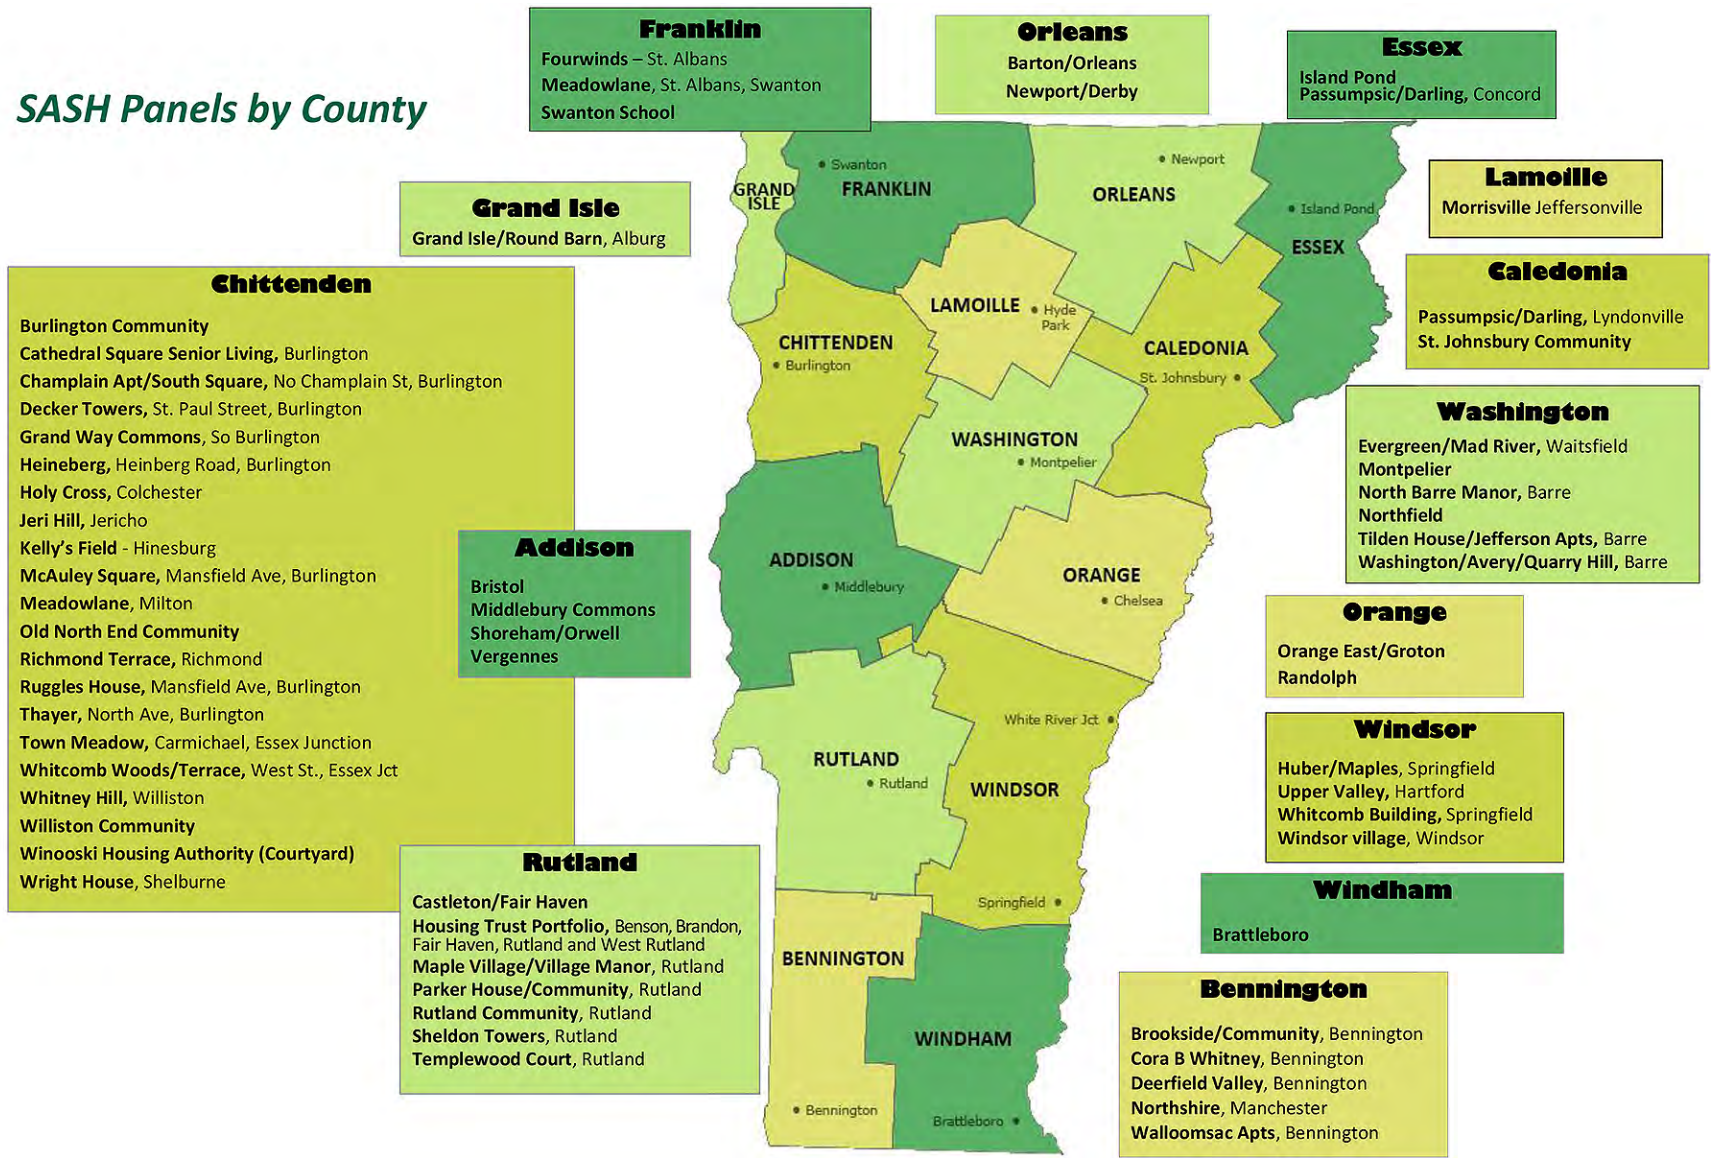 SASH Panels by County
Franklin
Fourwinds – St. Albans
Meadowlane, St. Albans, Swanton
Swanton School
Orleans
Barton/Orleans
Newport/Derby
Essex
Island Pond
Passumpsic/Darling, Concord
Grand Isle
Grand Isle/Round Barn, Alburg
Lamoille
Morrisville Jeffersonville
Caledonia
Passumpsic/Darling, Lyndonville
St. Johnsbury Community
Chittenden
Burlington Community
Cathedral Square Senior Living, Burlington
Champlain Apt/South Square, No Champlain St, Burlington
Decker Towers, St. Paul Street, Burlington
Grand Way Commons, So Burlington
Heineberg, Heinberg Road, Burlington
Holy Cross, Colchester
Jeri Hill, Jericho
Kelly's Field - Hinesburg
McAuley Square, Mansfield Ave, Burlington
Meadowlane, Milton
Old North End Community
Richmond Terrace, Richmond
Ruggles House, Mansfield Ave, Burlington
Thayer, North Ave, Burlington
Town Meadow, Carmichael, Essex Junction
Whitcomb Woods/Terrace, West St., Essex Jct
Whitney Hill, Williston
Williston Community
Winooski Housing Authority (Courtyard)
Wright House, Shelburne
Addison
Bristol
Middlebury Commons
Shoreham/Orwell
Vergennes
Rutland
Castleton/Fair Haven
Housing Trust Portfolio, Benson, Brandon,
Fair Haven, Rutland and West Rutland
Maple Village/Village Manor, Rutland
Parker House/Community, Rutland
Rutland Community, Rutland
Sheldon Towers, Rutland
Templewood Court, Rutland
Washington
Evergreen/Mad River, Waitsfield
Montpelier
North Barre Manor, Barre
Northfield
Tilden House/Jefferson Apts, Barre
Washington/Avery/Quarry Hill, Barre
Orange
Orange East/Groton
Randolph
Windsor
Huber/Maples, Springfield
Upper Valley, Hartford
Whitcomb Building, Springfield
Windsor village, Windsor
Windham
Brattleboro
Bennington
Brookside/Community, Bennington
Cora B Whitney, Bennington
Deerfield Valley, Bennington
Northshire, Manchester
Walloomsac Apts, Bennington
GRAND
ISLE
Swanton
FRANKLIN
Newport
ORLEANS
Island Pond
ESSEX
LAMOILLE
Hyde
Park
CHITTENDEN
Burlington
CALEDONIA
St. Johnsbury
WASHINGTON
Montpelier
ADDISON
Middlebury
ORANGE
Chelsea
White River Jct
RUTLAND
Rutland
WINDSOR
Springfield
BENNINGTON
WINDHAM
Bennington
Brattleboro